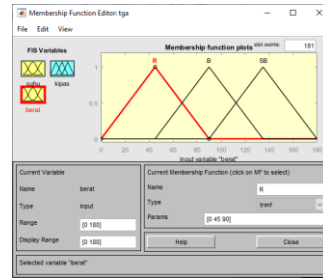 Membership Function Editor: tga
File Edit View
FIS Variables
Membership function plots
plot points:
181
suhu
kipas
berat
R
B
SB
1
0.5
0
0 20 40 60 80 100 120 140 160 180
input variable "berat"
Current Variable
Name berat
Type input
Range [0 180]
Display Range [0 180]
Current Membership Function (click on MF to select)
Name R
Type trimf
Params [0 45 90]
Help
Close
Selected variable "berat"